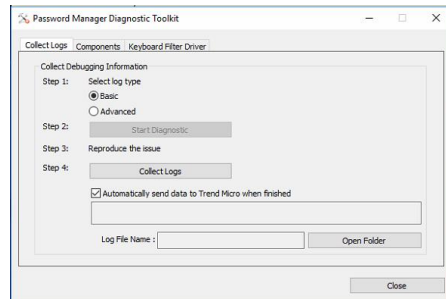 Password Manager Diagnostic Toolkit
Collect Logs Components Keyboard Filter Driver
Collect Debugging Information
Step 1: Select log type
Basic
Advanced
Step 2: Start Diagnostic
Step 3: Reproduce the issue
Step 4: Collect Logs
Automatically send data to Trend Micro when finished
Log File Name : Open Folder
Close